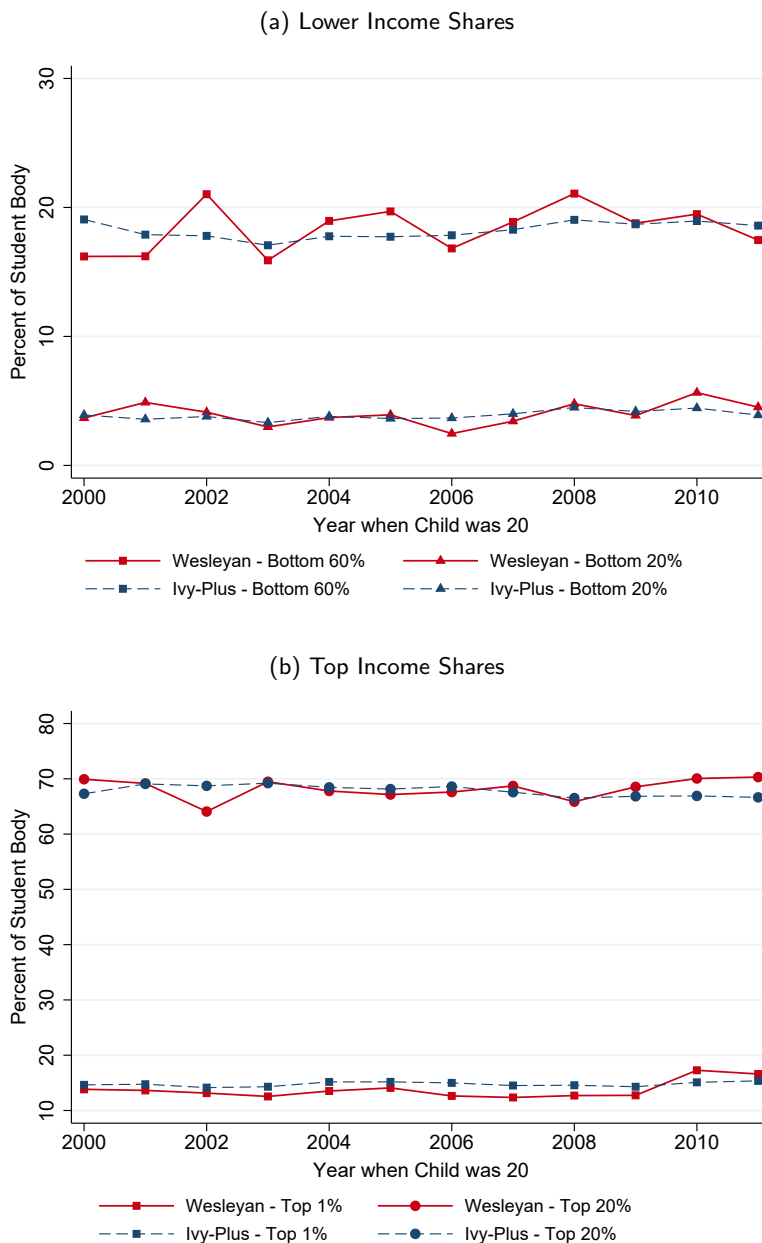 (a) Lower Income Shares
Percent of Student Body
30
20
10
0
2000 2002 2004 2006 2008 2010
Year when Child was 20
Wesleyan - Bottom 60% Wesleyan - Bottom 20%
Ivy-Plus - Bottom 60% Ivy-Plus - Bottom 20%
(b) Top Income Shares
Percent of Student Body
80
70
60
50
40
30
20
10
2000 2002 2004 2006 2008 2010
Year when Child was 20
Wesleyan - Top 1% Wesleyan - Top 20%
Ivy-Plus - Top 1% Ivy-Plus - Top 20%